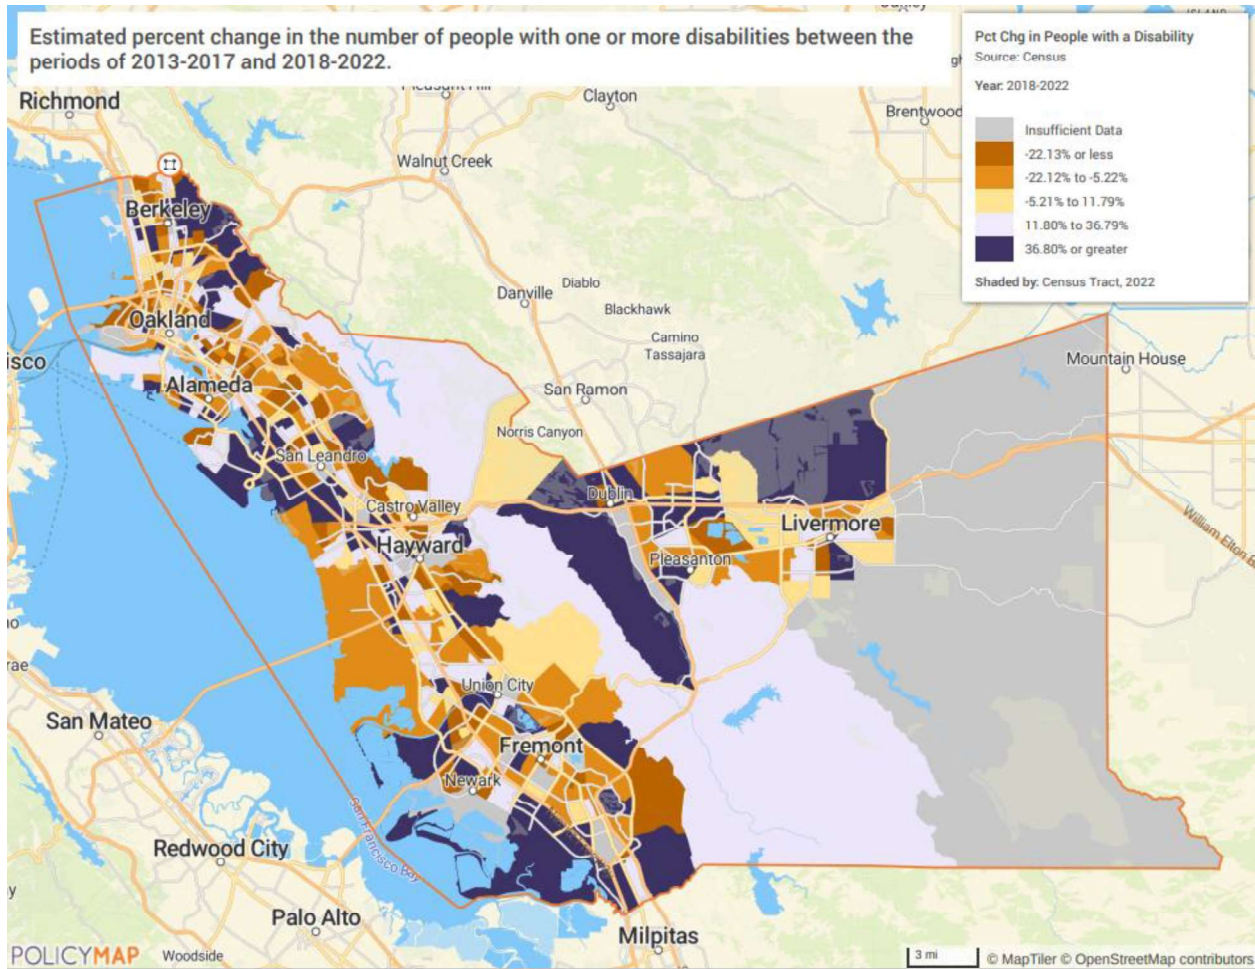 Estimated percent change in the number of people with one or more disabilities between the
periods of 2013-2017 and 2018-2022.
Pct Chg in People with a Disability
Source: Census
Year: 2018-2022
Insufficient Data
-22.13% or less
-22.12% to -5.22%
-5.21% to 11.79%
11.80% to 36.79%
36.80% or greater
Shaded by: Census Tract, 2022
Richmond
Clayton
Brentwood
Walnut Creek
Berkeley
Danville
Diablo
Blackhawk
Oakland
Camino
Tassajara
isco
Mountain House
Alameda
San Ramon
Norris Canyon
San Leandro
Dublin
Castro Valley
Livermore
William Elton B
Hayward
Pleasanton
rae
Union City
San Mateo
Fremont
Newark
San Francisco Bay
Redwood City
Palo Alto
Milpitas
POLICYMAP
Woodside
3 mi
© MapTiler © OpenStreetMap contributors